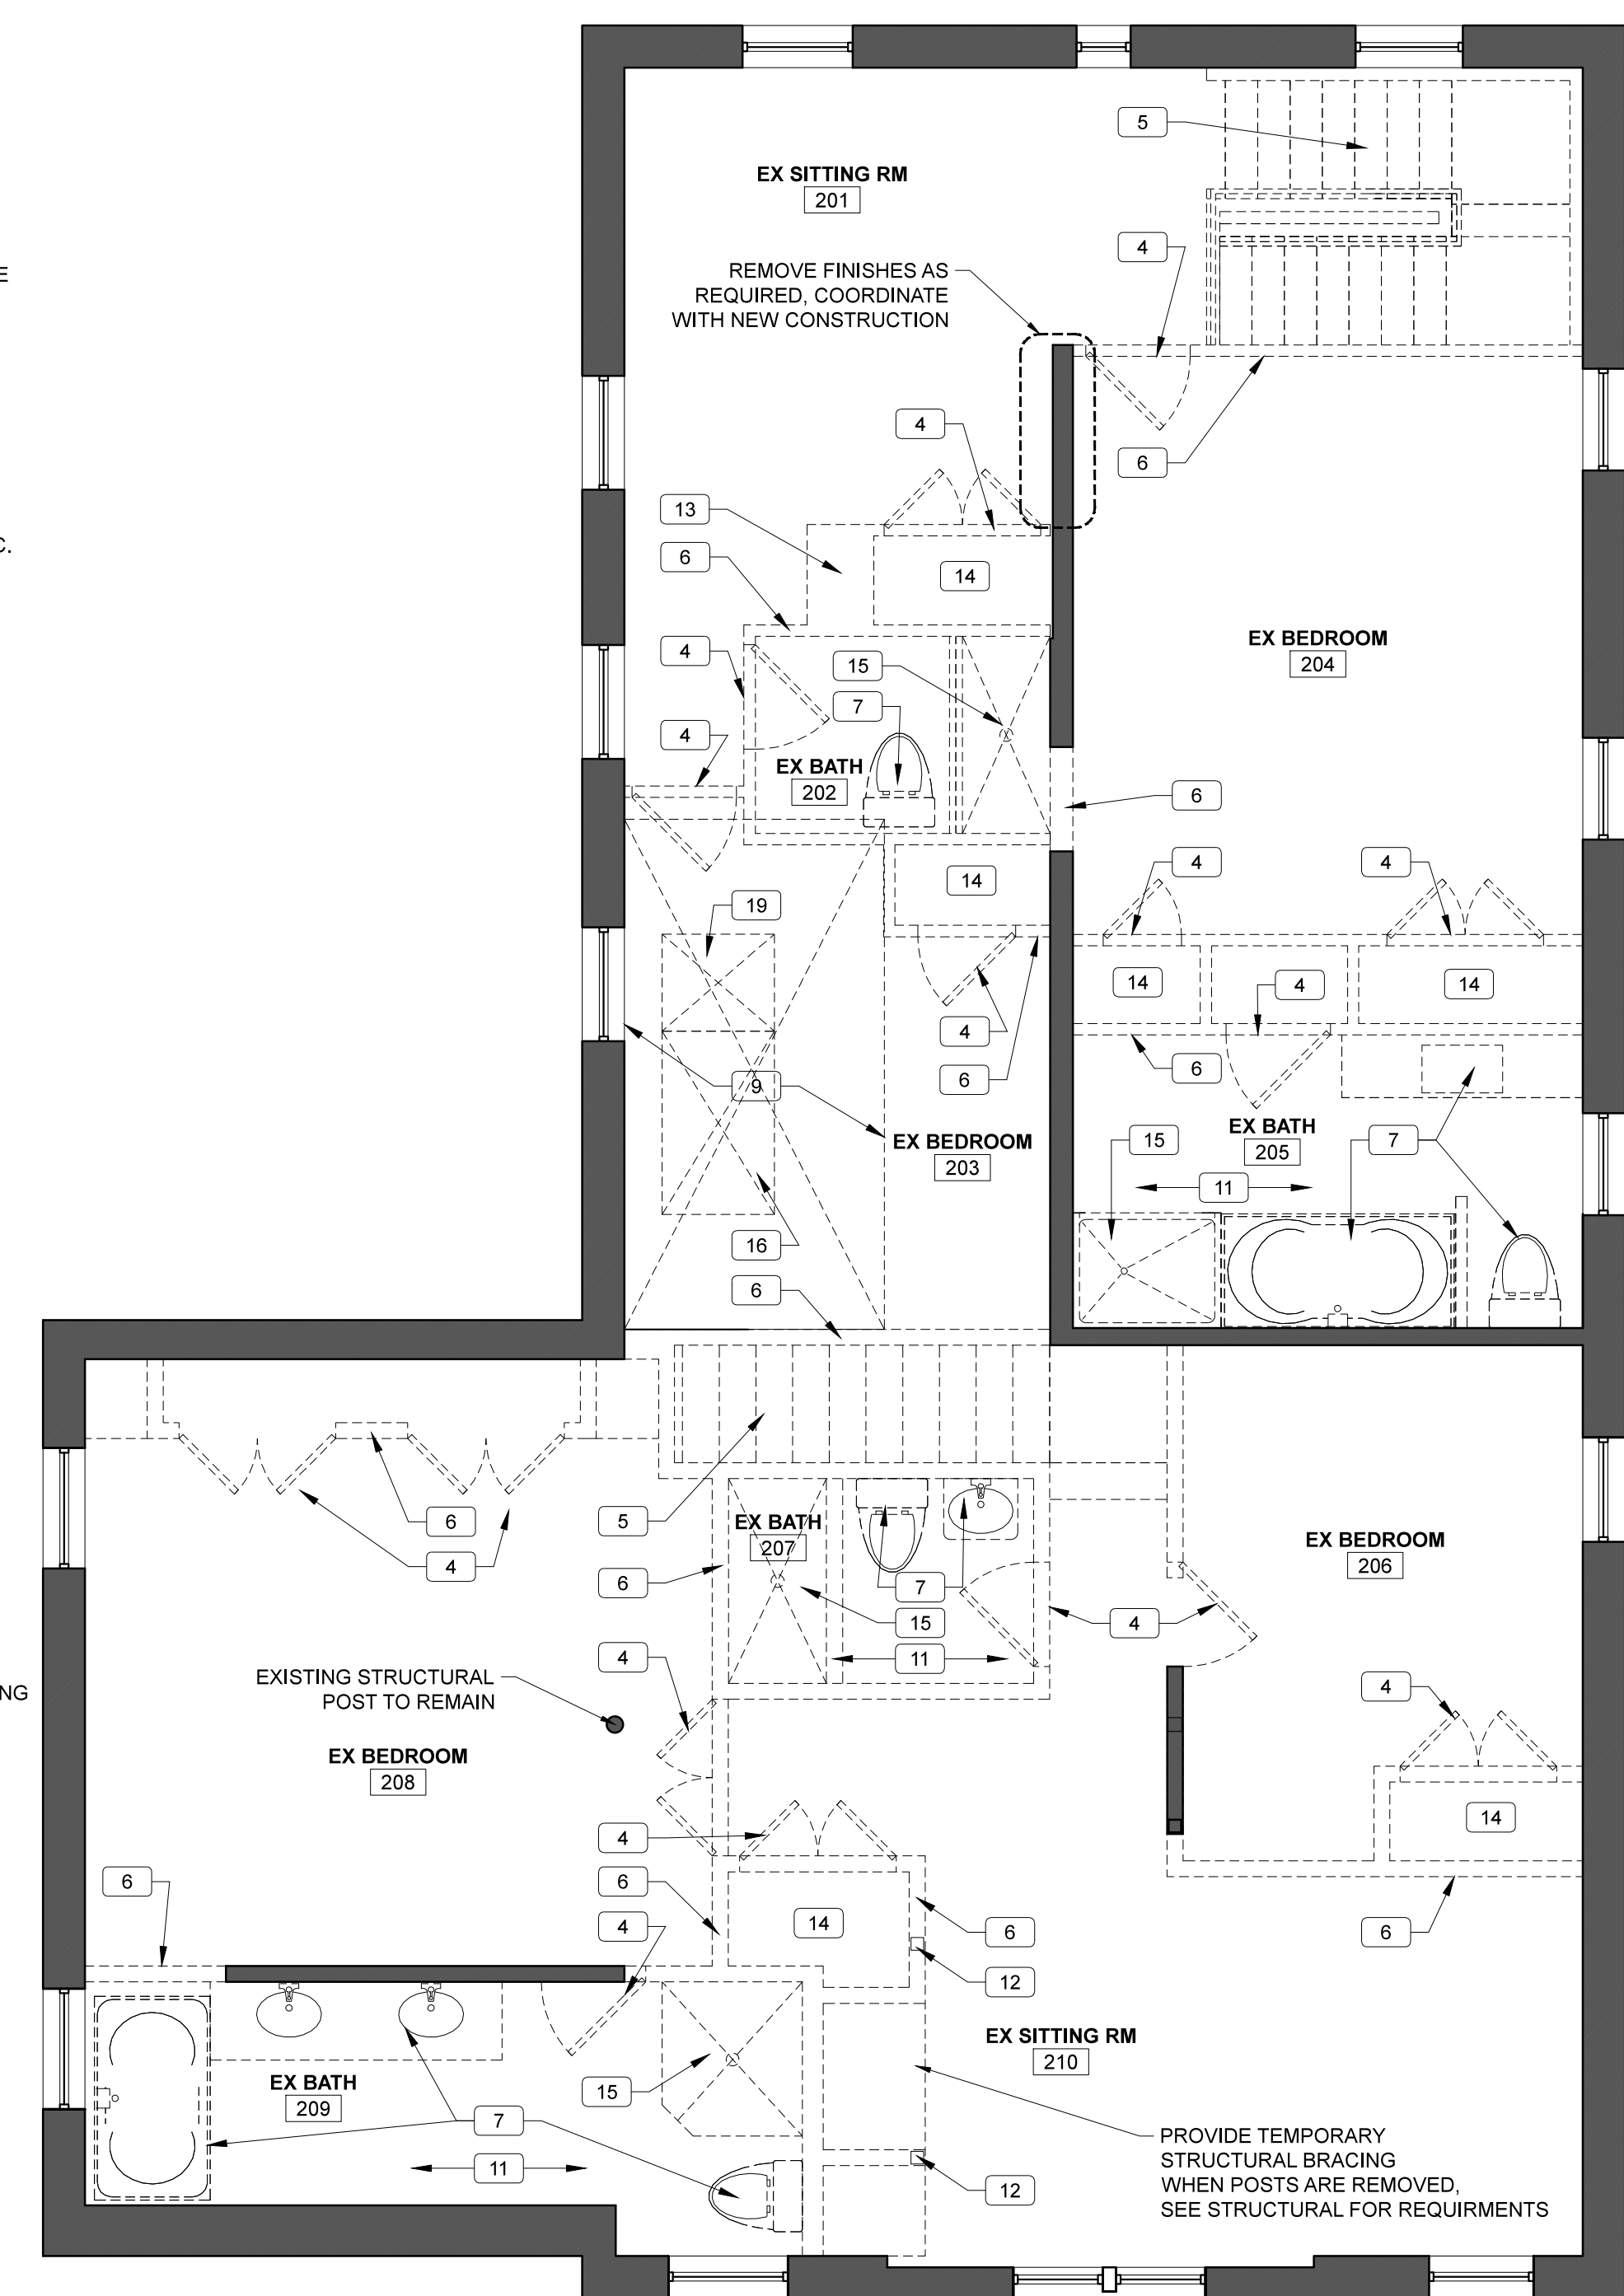 5
EX SITTING RM
201
4
REMOVE FINISHES AS
REQUIRED, COORDINATE
WITH NEW CONSTRUCTION
E
4
6
13
6
C.
14
EX BEDROOM
204
4
15
7
4
EX BATH
202
6
4
4
14
19
14
4
14
4
6
9
6
EX BATH
205
EX BEDROOM
203
15
7
11
16
6
6
5
EX BATH
207
EX BEDROOM
206
4
6
7
15
4
11
4
EXISTING STRUCTURAL
POST TO REMAIN
NG
4
EX BEDROOM
208
14
4
6
6
14
4
6
6
12
EX SITTING RM
210
EX BATH
209
15
7
PROVIDE TEMPORARY
STRUCTURAL BRACING
WHEN POSTS ARE REMOVED,
SEE STRUCTURAL FOR REQUIRMENTS
11
12